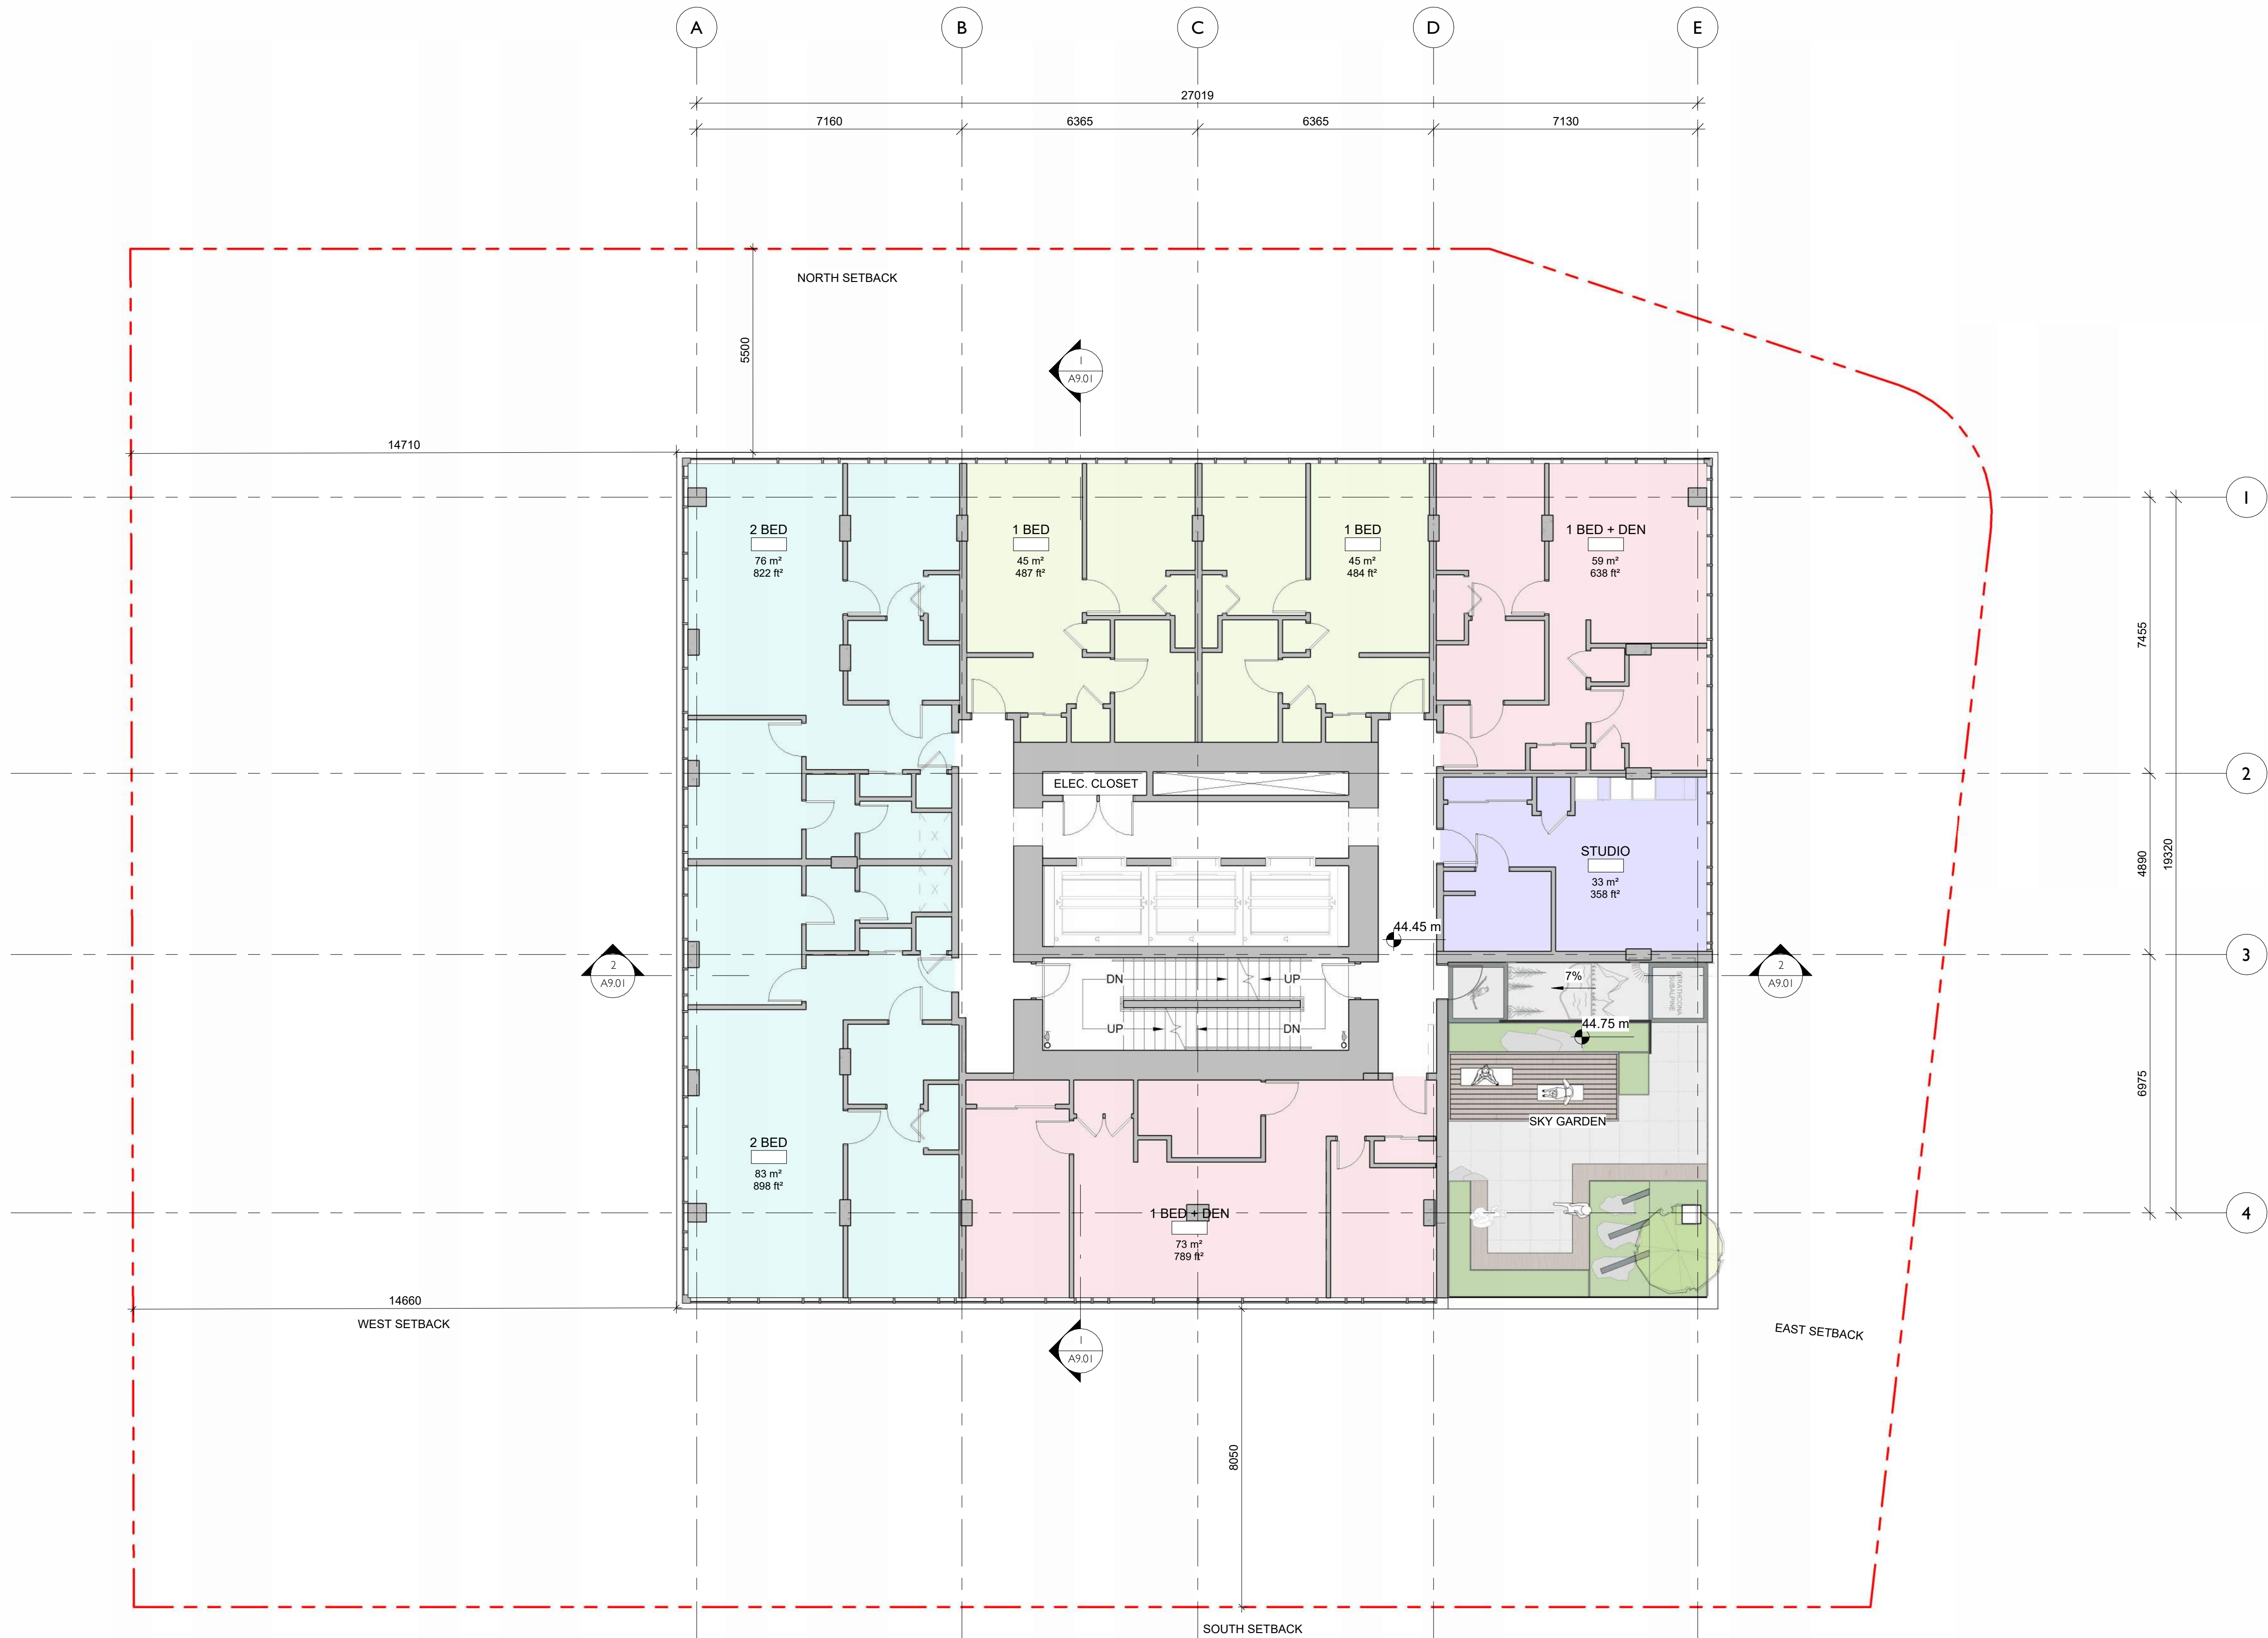 A
B
C
D
E
27019
7160
6365
6365
7130
NORTH SETBACK
5500
1
A9.01
14710
1
2 BED
76 m²
822 ft²
1 BED
45 m²
487 ft²
1 BED
45 m²
484 ft²
1 BED + DEN
59 m²
638 ft²
7455
2
ELEC. CLOSET
X
X
STUDIO
33 m²
358 ft²
4890
19320
44.45 m
3
2
A9.01
DN
UP
UP
DN
7%
STRATHCONA
SUBALPINE
2
A9.01
44.75 m
SKY GARDEN
6975
2 BED
83 m²
898 ft²
1 BED + DEN
73 m²
789 ft²
4
14660
WEST SETBACK
EAST SETBACK
1
A9.01
8050
SOUTH SETBACK